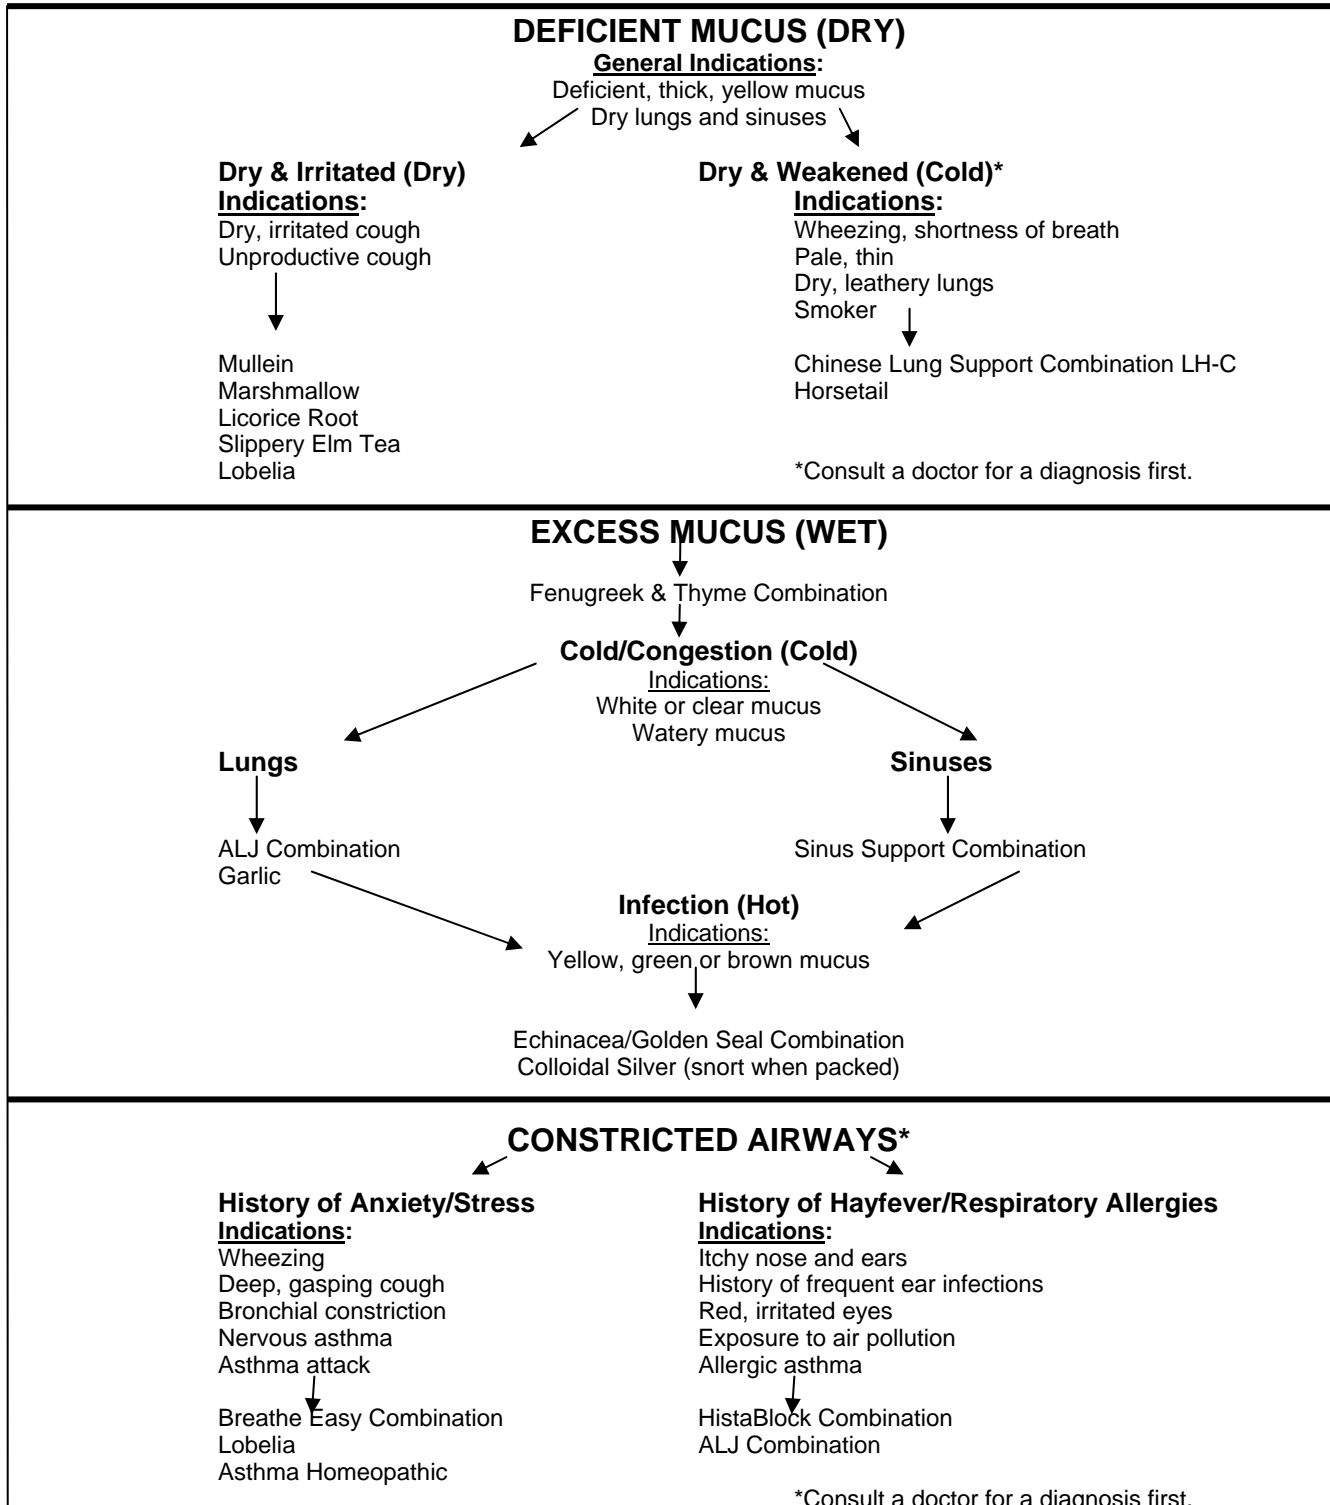 DEFICIENT MUCUS (DRY)
General Indications:
Deficient, thick, yellow mucus
Dry lungs and sinuses
Dry & Irritated (Dry)
Indications:
Dry, irritated cough
Unproductive cough
Mullein
Marshmallow
Licorice Root
Slippery Elm Tea
Lobelia
Dry & Weakened (Cold)*
Indications:
Wheezing, shortness of breath
Pale, thin
Dry, leathery lungs
Smoker
Chinese Lung Support Combination LH-C
Horsetail
*Consult a doctor for a diagnosis first.
EXCESS MUCUS (WET)
Fenugreek & Thyme Combination
Cold/Congestion (Cold)
Indications:
White or clear mucus
Watery mucus
Lungs
ALJ Combination
Garlic
Sinuses
Sinus Support Combination
Infection (Hot)
Indications:
Yellow, green or brown mucus
Echinacea/Golden Seal Combination
Colloidal Silver (snort when packed)
CONSTRICTED AIRWAYS*
History of Anxiety/Stress
Indications:
Wheezing
Deep, gasping cough
Bronchial constriction
Nervous asthma
Asthma attack
Breathe Easy Combination
Lobelia
Asthma Homeopathic
History of Hayfever/Respiratory Allergies
Indications:
Itchy nose and ears
History of frequent ear infections
Red, irritated eyes
Exposure to air pollution
Allergic asthma
HistaBlock Combination
ALJ Combination
*Consult a doctor for a diagnosis first.